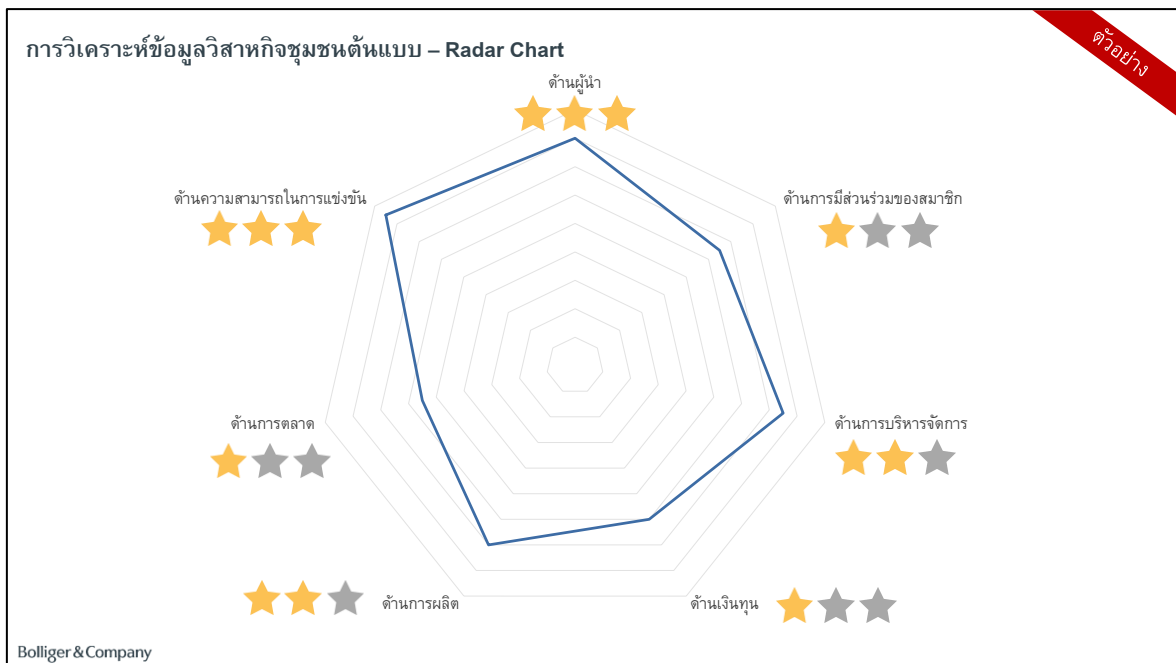 การวิเคราะห์ข้อมูลวิสาหกิจชุมชนต้นแบบ – Radar Chart
ตัวอย่าง
ด้านผู้นำ
ด้านความสามารถในการแข่งขัน
ด้านการมีส่วนร่วมของสมาชิก
ด้านการตลาด
ด้านการบริหารจัดการ
ด้านการผลิต
ด้านเงินทุน
Bolliger & Company